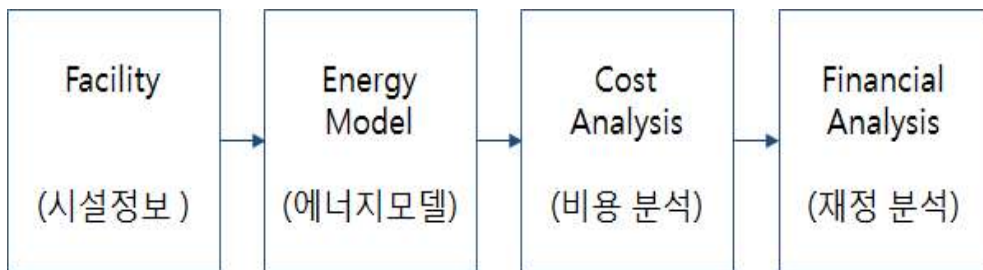 Facility
(시설정보 )
Energy
Model
(에너지모델)
Cost
Analysis
(비용 분석)
Financial
Analysis
(재정 분석)